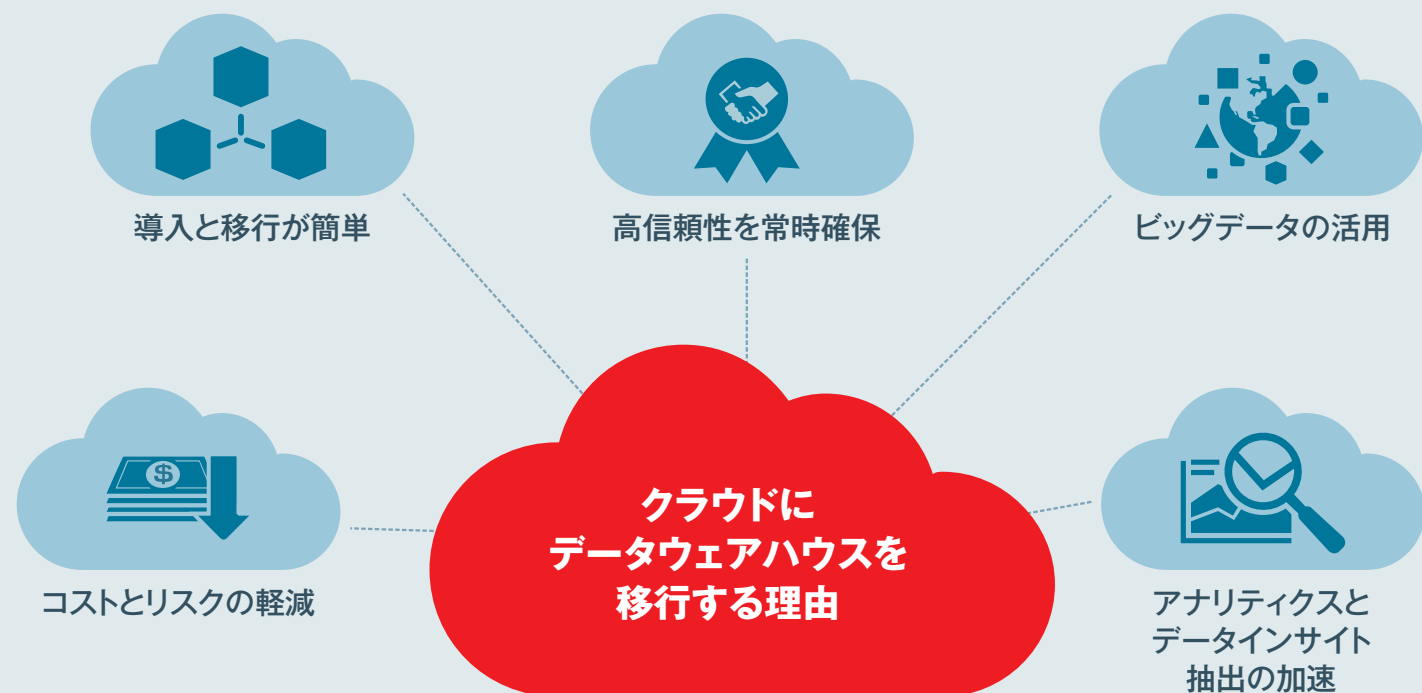 導入と移行が簡単
高信頼性を常時確保
ビッグデータの活用
$
コストとリスクの軽減
クラウドに
データウェアハウスを
移行する理由
アナリティクスと
データインサイト
抽出の加速